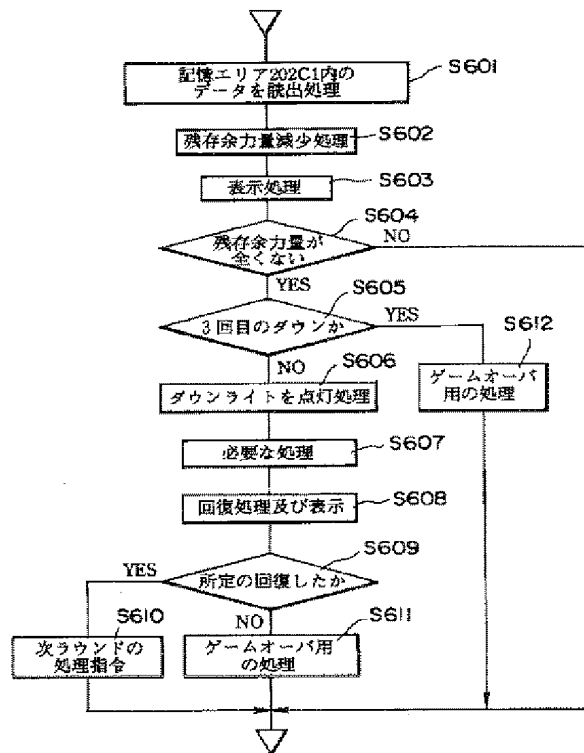 記憶エリア202C1内の
データを読出処理
S601
残存余力量減少処理
S602
表示処理
S603
残存余力量が
全くない
S604
NO
YES
3回目のダウンか
S605
YES
NO
ダウンライトを点灯処理
S606
ゲームオーバ
用の処理
S612
必要な処理
S607
回復処理及び表示
S608
所定の回復したか
S609
YES
NO
次ラウンドの
処理指令
S610
ゲームオーバ用
の処理
S611